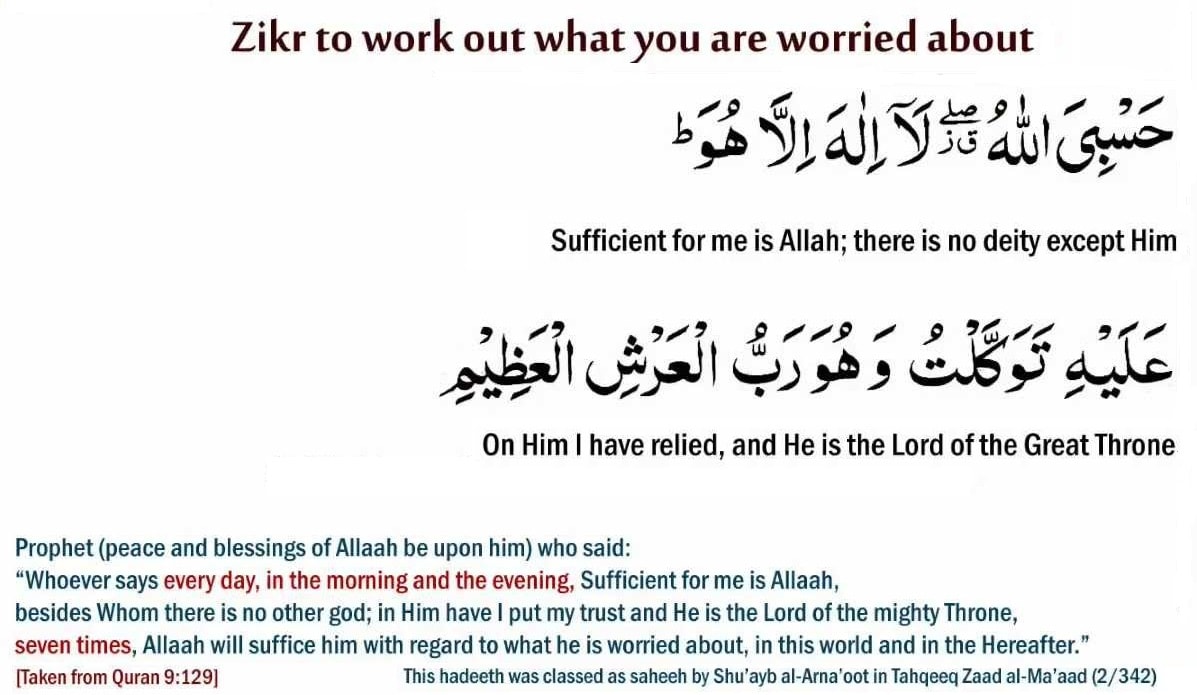 Zikr to work out what you are worried about
حَسْبِیَ اللّٰهُ ۖق٘ لَاۤ اِلٰهَ اِلَّا هُوَ ؕ
Sufficient for me is Allah; there is no deity except Him
عَلَیْهِ تَوَكَّلْتُ وَ هُوَ رَبُّ الْعَرْشِ الْعَظِیْمِ
On Him I have relied, and He is the Lord of the Great Throne
Prophet (peace and blessings of Allaah be upon him) who said:
“Whoever says every day, in the morning and the evening, Sufficient for me is Allaah,
besides Whom there is no other god; in Him have I put my trust and He is the Lord of the mighty Throne,
seven times, Allaah will suffice him with regard to what he is worried about, in this world and in the Hereafter.”
[Taken from Quran 9:129] This hadeeth was classed as saheeh by Shu’ayb al-Arna’oot in Tahqeeq Zaad al-Ma’aad (2/342)